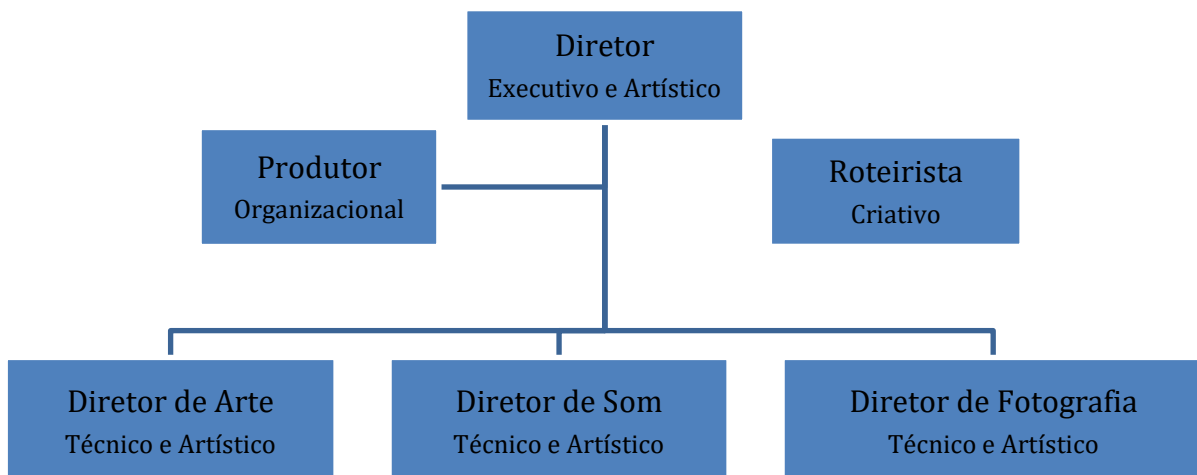 Diretor
Executivo e Artístico
Produtor
Organizacional
Roteirista
Criativo
Diretor de Arte
Técnico e Artístico
Diretor de Som
Técnico e Artístico
Diretor de Fotografia
Técnico e Artístico